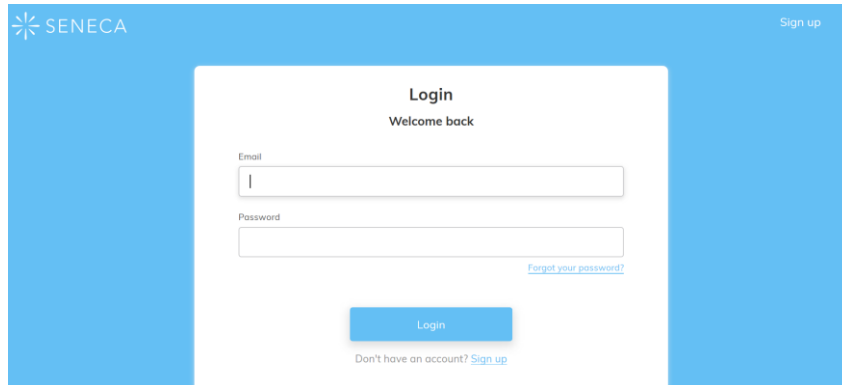 SENECA
Sign up
Login
Welcome back
Email
Password
Forgot your password?
Login
Don't have an account? Sign up